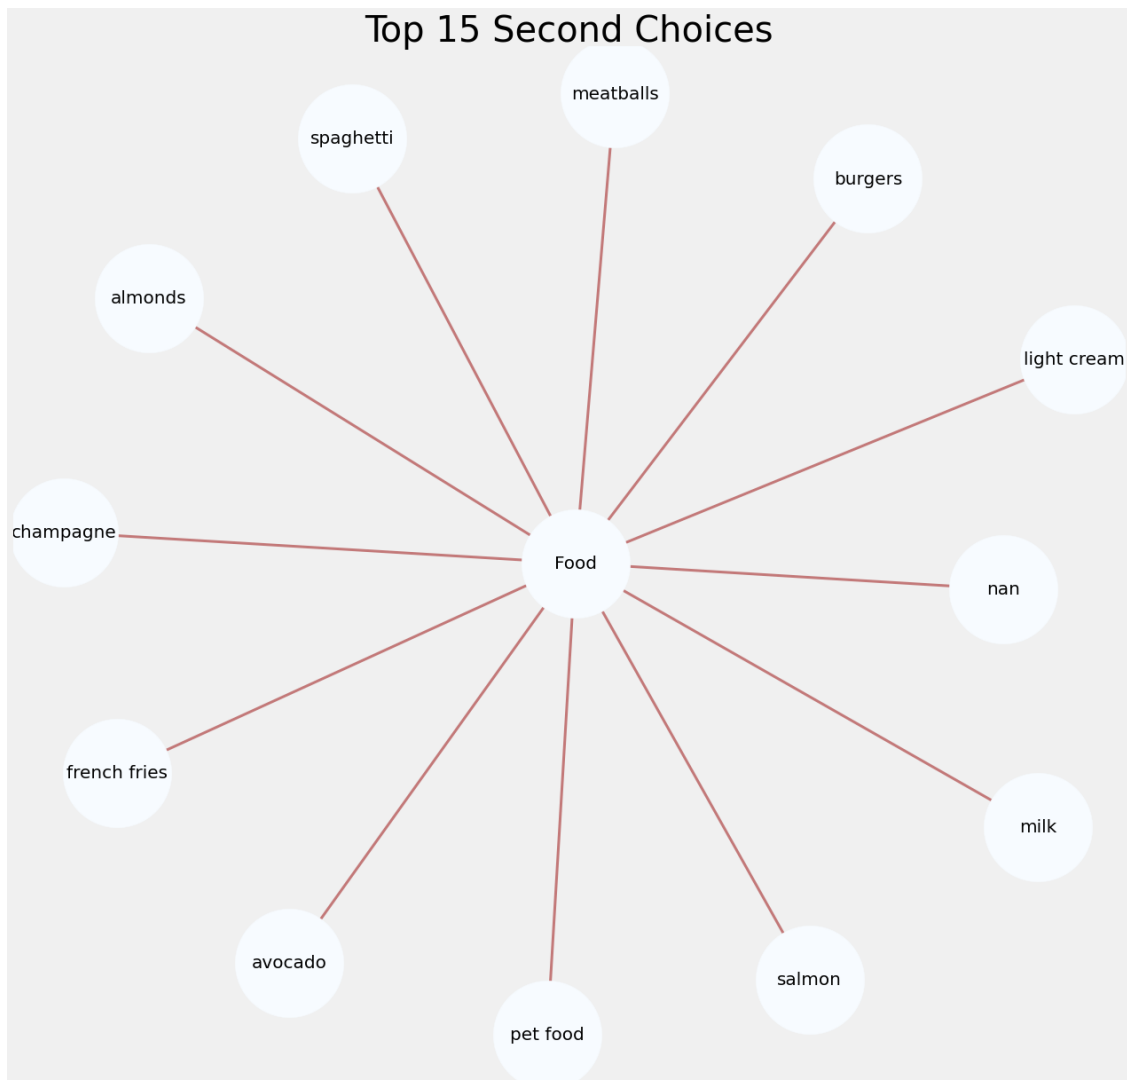 Top 15 Second Choices
meatballs
spaghetti
burgers
almonds
light cream
champagne
Food
nan
french fries
milk
avocado
salmon
pet food